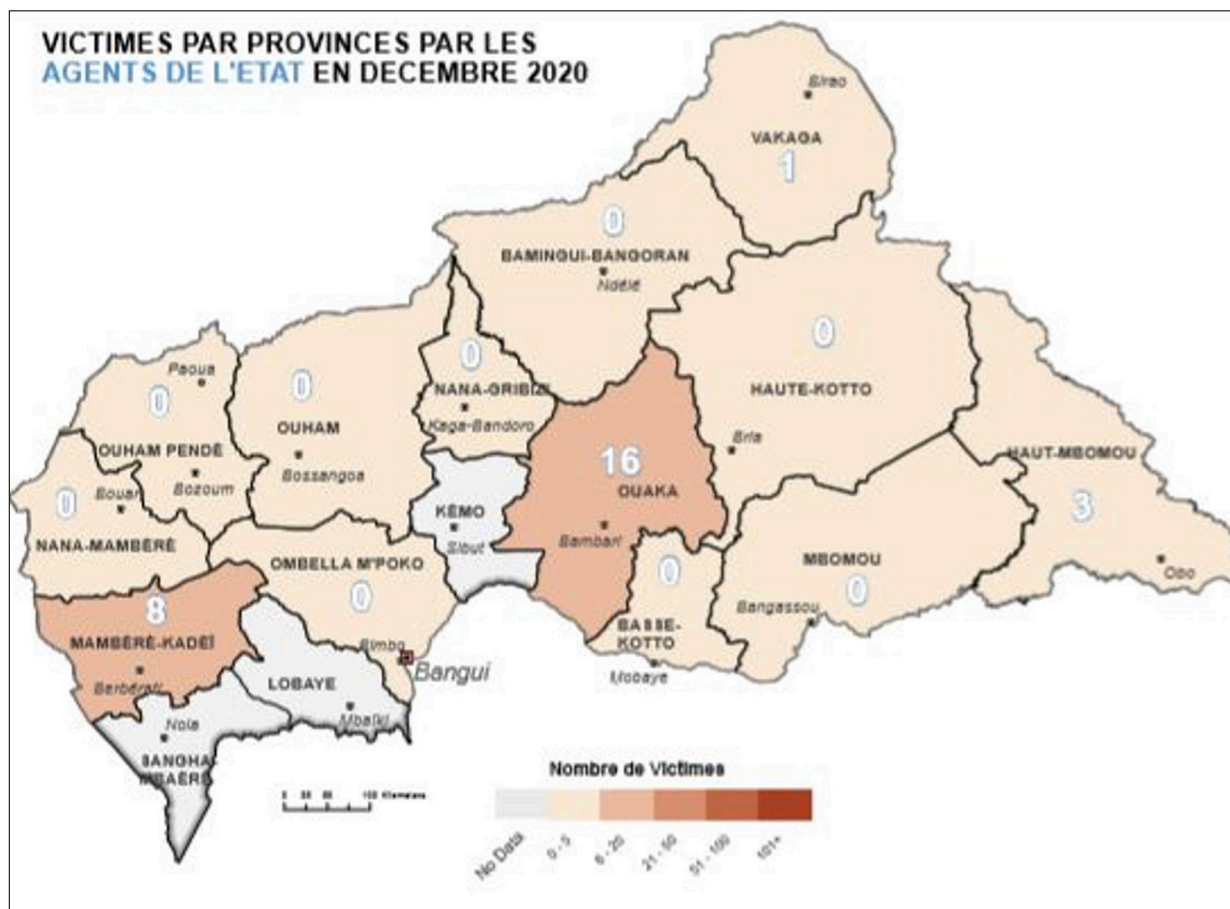 VICTIMES PAR PROVINCES PAR LES
AGENTS DE L'ETAT EN DECEMBRE 2020
Birao
VAKAGA
1
0
BAMINGUI-BANGORAN
Ndélé
0
HAUTE-KOTTO
Bria
0
NANA-GRIBIZI
Kaga-Bandoro
0
OUHAM
Bossangoa
Paoua
0
OUHAM PENDÉ
Bozoum
0
Bouar
NANA-MAMBÉRÉ
16
OUAKA
Bambari
KÉMO
Sibut
HAUT-MBOMOU
3
Obo
MBOMOU
0
Bangassou
0
BASSE-
KOTTO
Mobaye
OMBELLA M'POKO
0
Bimbo
Bangui
8
MAMBÉRÉ-KADÉÏ
Berbérati
LOBAYE
Mbaïki
Nola
SANGHA-
MBAÉRÉ
Nombre de Victimes
No Data
0 - 5
6 - 20
21 - 50
51 - 100
101+